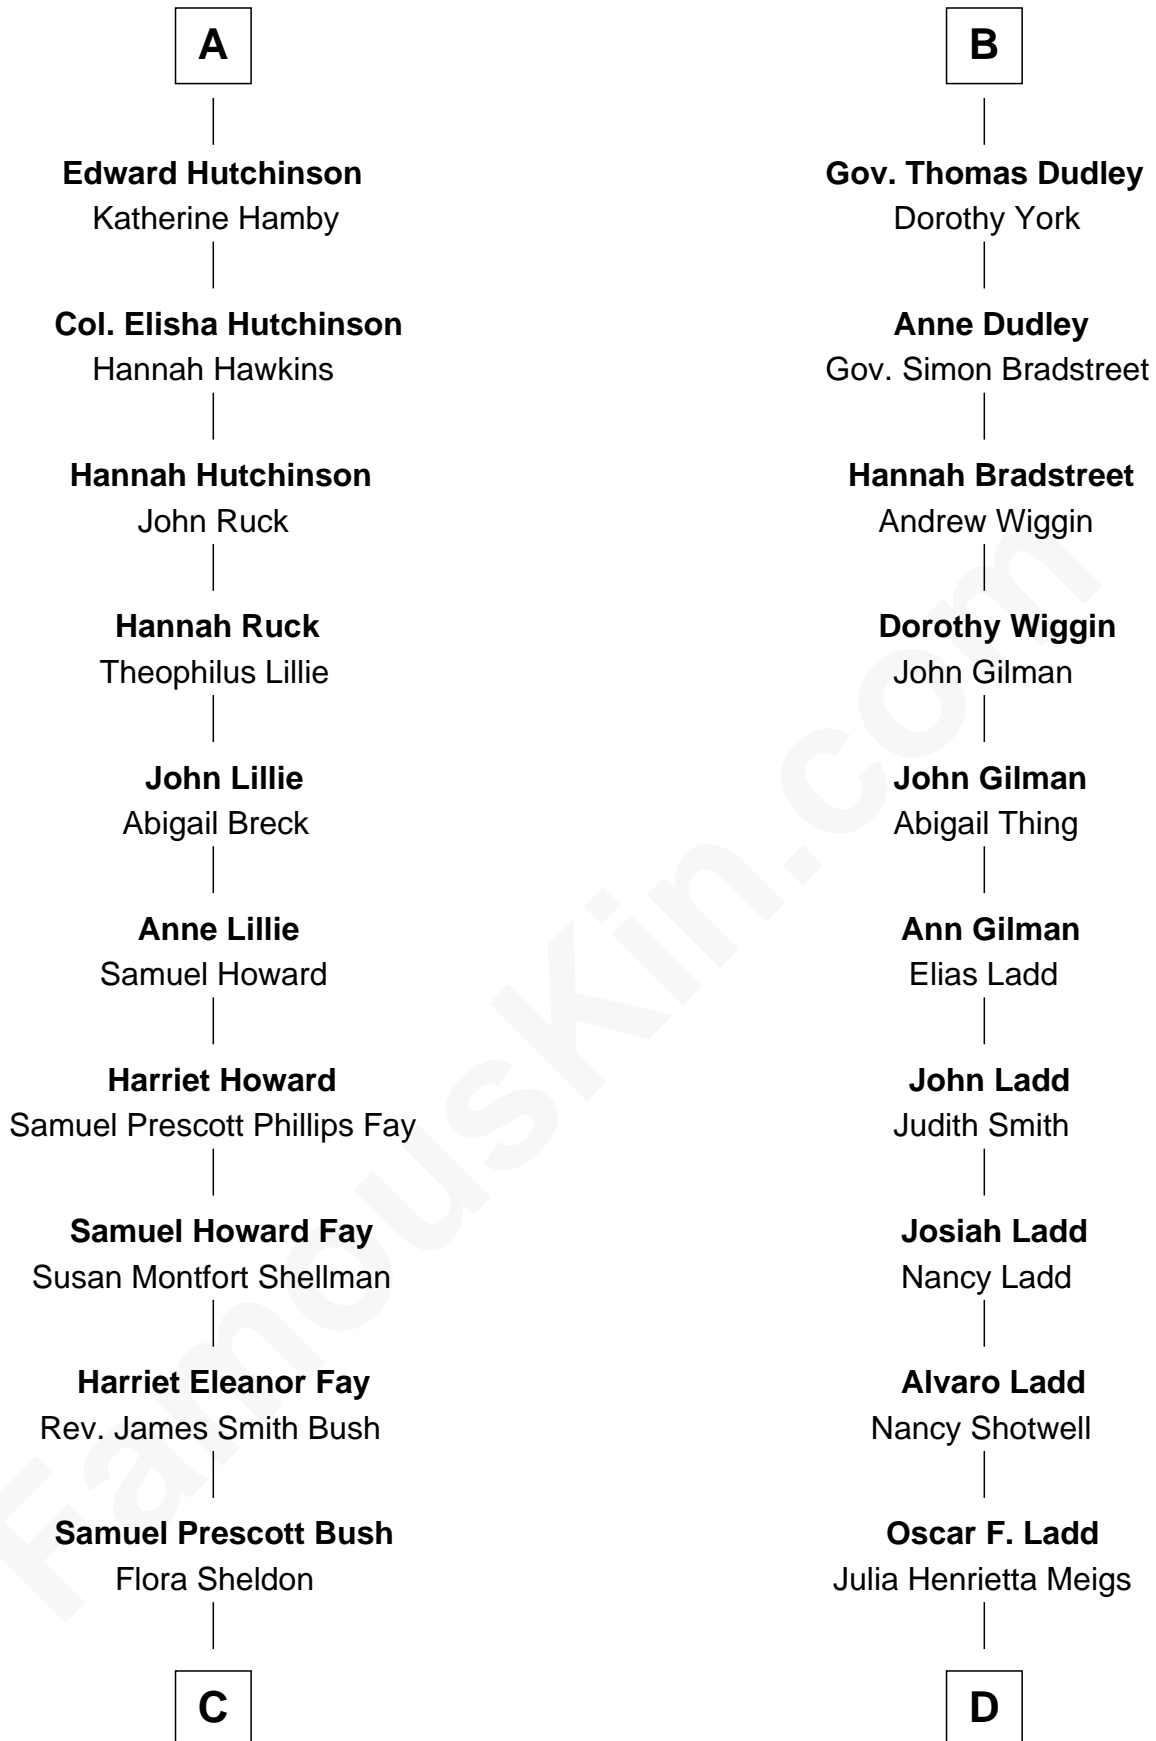 A
Edward Hutchinson
Katherine Hamby
Col. Elisha Hutchinson
Hannah Hawkins
Hannah Hutchinson
John Ruck
Hannah Ruck
Theophilus Lillie
John Lillie
Abigail Breck
Anne Lillie
Samuel Howard
Harriet Howard
Samuel Prescott Phillips Fay
Samuel Howard Fay
Susan Montfort Shellman
Harriet Eleanor Fay
Rev. James Smith Bush
Samuel Prescott Bush
Flora Sheldon
C
B
Gov. Thomas Dudley
Dorothy York
Anne Dudley
Gov. Simon Bradstreet
Hannah Bradstreet
Andrew Wiggin
Dorothy Wiggin
John Gilman
John Gilman
Abigail Thing
Ann Gilman
Elias Ladd
John Ladd
Judith Smith
Josiah Ladd
Nancy Ladd
Alvaro Ladd
Nancy Shotwell
Oscar F. Ladd
Julia Henrietta Meigs
D
FamousKin.com